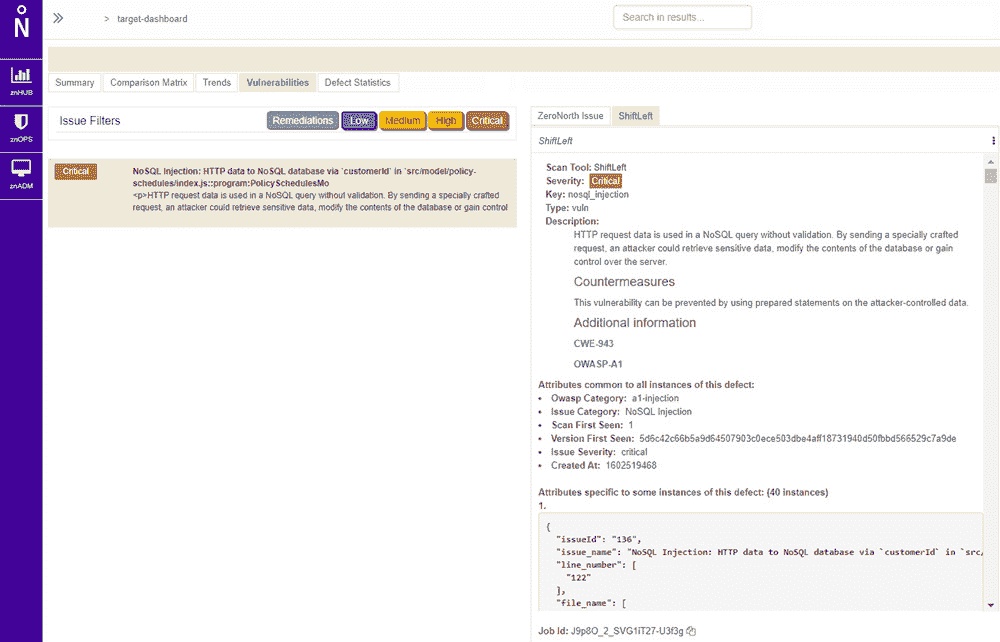 N
> target-dashboard
Search in results...
znHUB
znOPS
znADM
Summary
Comparison Matrix
Trends
Vulnerabilities
Defect Statistics
Issue Filters
Remediations
Low
Medium
High
Critical
Critical
NoSQL Injection: HTTP data to NoSQL database via `customerId` in `src/model/policy-
schedules/index.js::program:PolicySchedulesMo
<p>HTTP request data is used in a NoSQL query without validation. By sending a specially crafted
request, an attacker could retrieve sensitive data, modify the contents of the database or gain control
ZeroNorth Issue
ShiftLeft
ShiftLeft
Scan Tool: ShiftLeft
Severity: Critical
Key: nosql_injection
Type: vuln
Description:
HTTP request data is used in a NoSQL query without validation. By sending a specially crafted
request, an attacker could retrieve sensitive data, modify the contents of the database or gain
control over the server.
Countermeasures
This vulnerability can be prevented by using prepared statements on the attacker-controlled data.
Additional information
CWE-943
OWASP-A1
Attributes common to all instances of this defect:
• Owasp Category: a1-injection
• Issue Category: NoSQL Injection
• Scan First Seen: 1
• Version First Seen: 5d6c42c66b5a9d64507903c0ece503dbe4aff18731940d50fbbd566529c7a9de
• Issue Severity: critical
• Created At: 1602519468
Attributes specific to some instances of this defect: (40 instances)
1.
{
"issueId": "136",
"issue_name": "NoSQL Injection: HTTP data to NoSQL database via `customerId` in `src/
"line_number": [
"122"
],
"file_name": [
Job Id: J9p8O_2_SVG1iT27-U3f3g